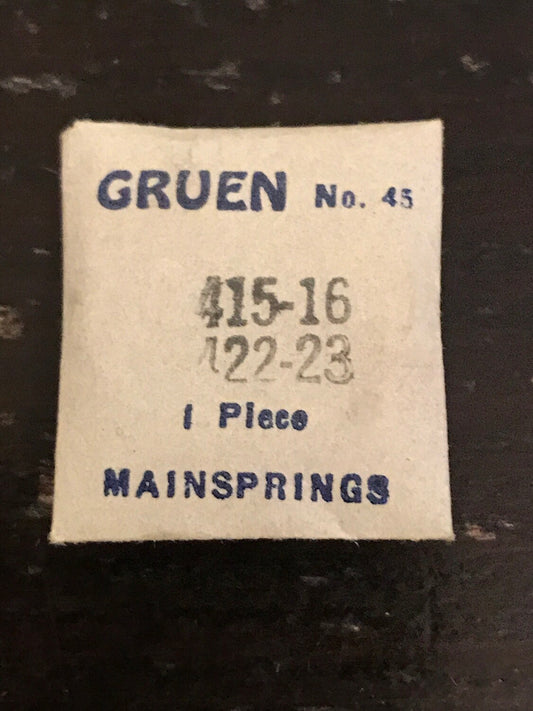 GRUEN No. 45
415-16
422-23
1 Piece
MAINSPRINGS